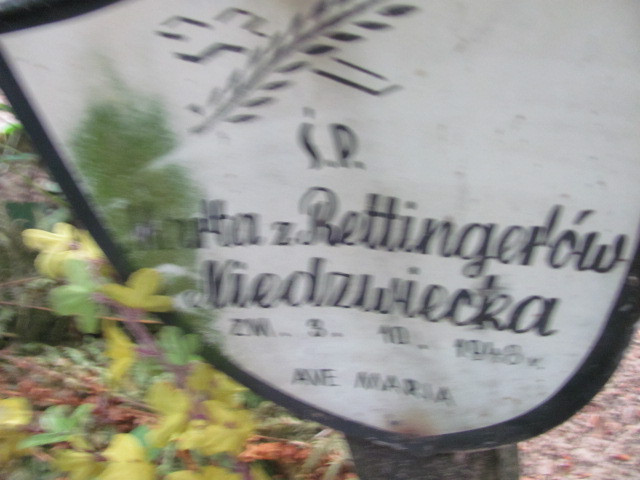 Ś.P.
z Rettingerów
Niedzwiecka
ZM. 3. 10. 1948 r.
AVE MARIA